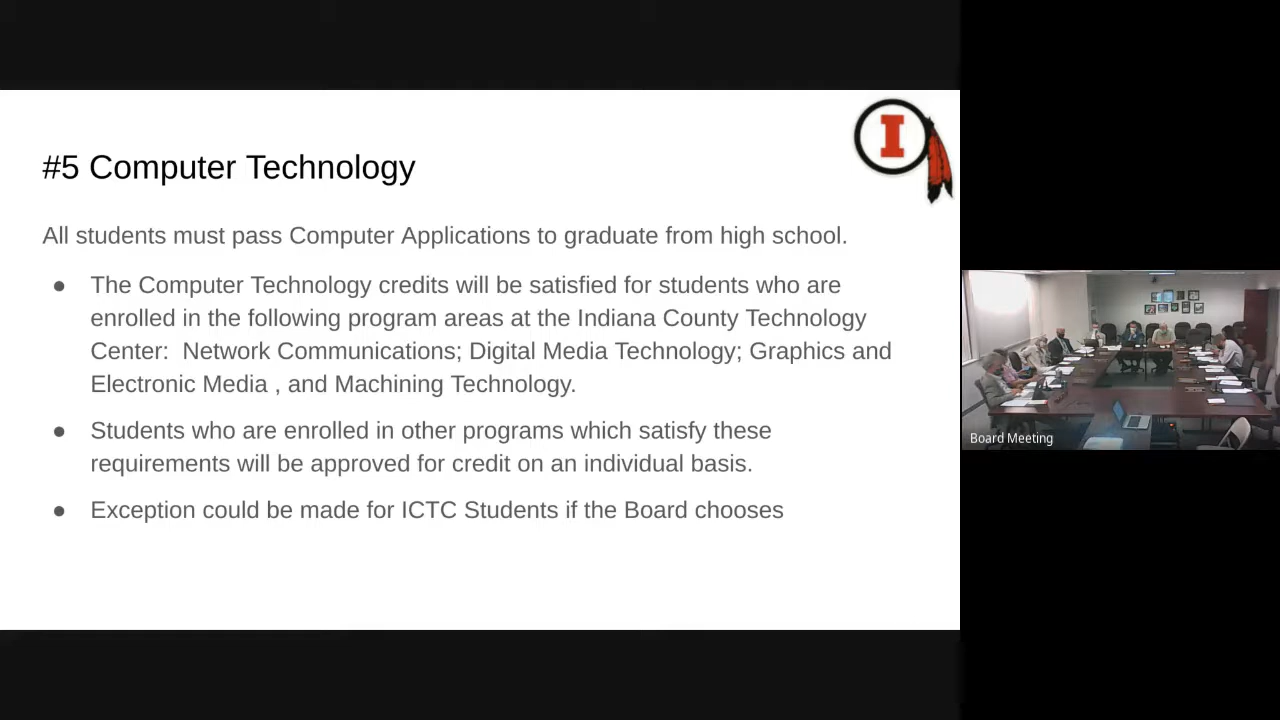 I
#5 Computer Technology
All students must pass Computer Applications to graduate from high school.
● The Computer Technology credits will be satisfied for students who are
enrolled in the following program areas at the Indiana County Technology
Center:  Network Communications; Digital Media Technology; Graphics and
Electronic Media , and Machining Technology.
● Students who are enrolled in other programs which satisfy these
requirements will be approved for credit on an individual basis.
● Exception could be made for ICTC Students if the Board chooses
Board Meeting